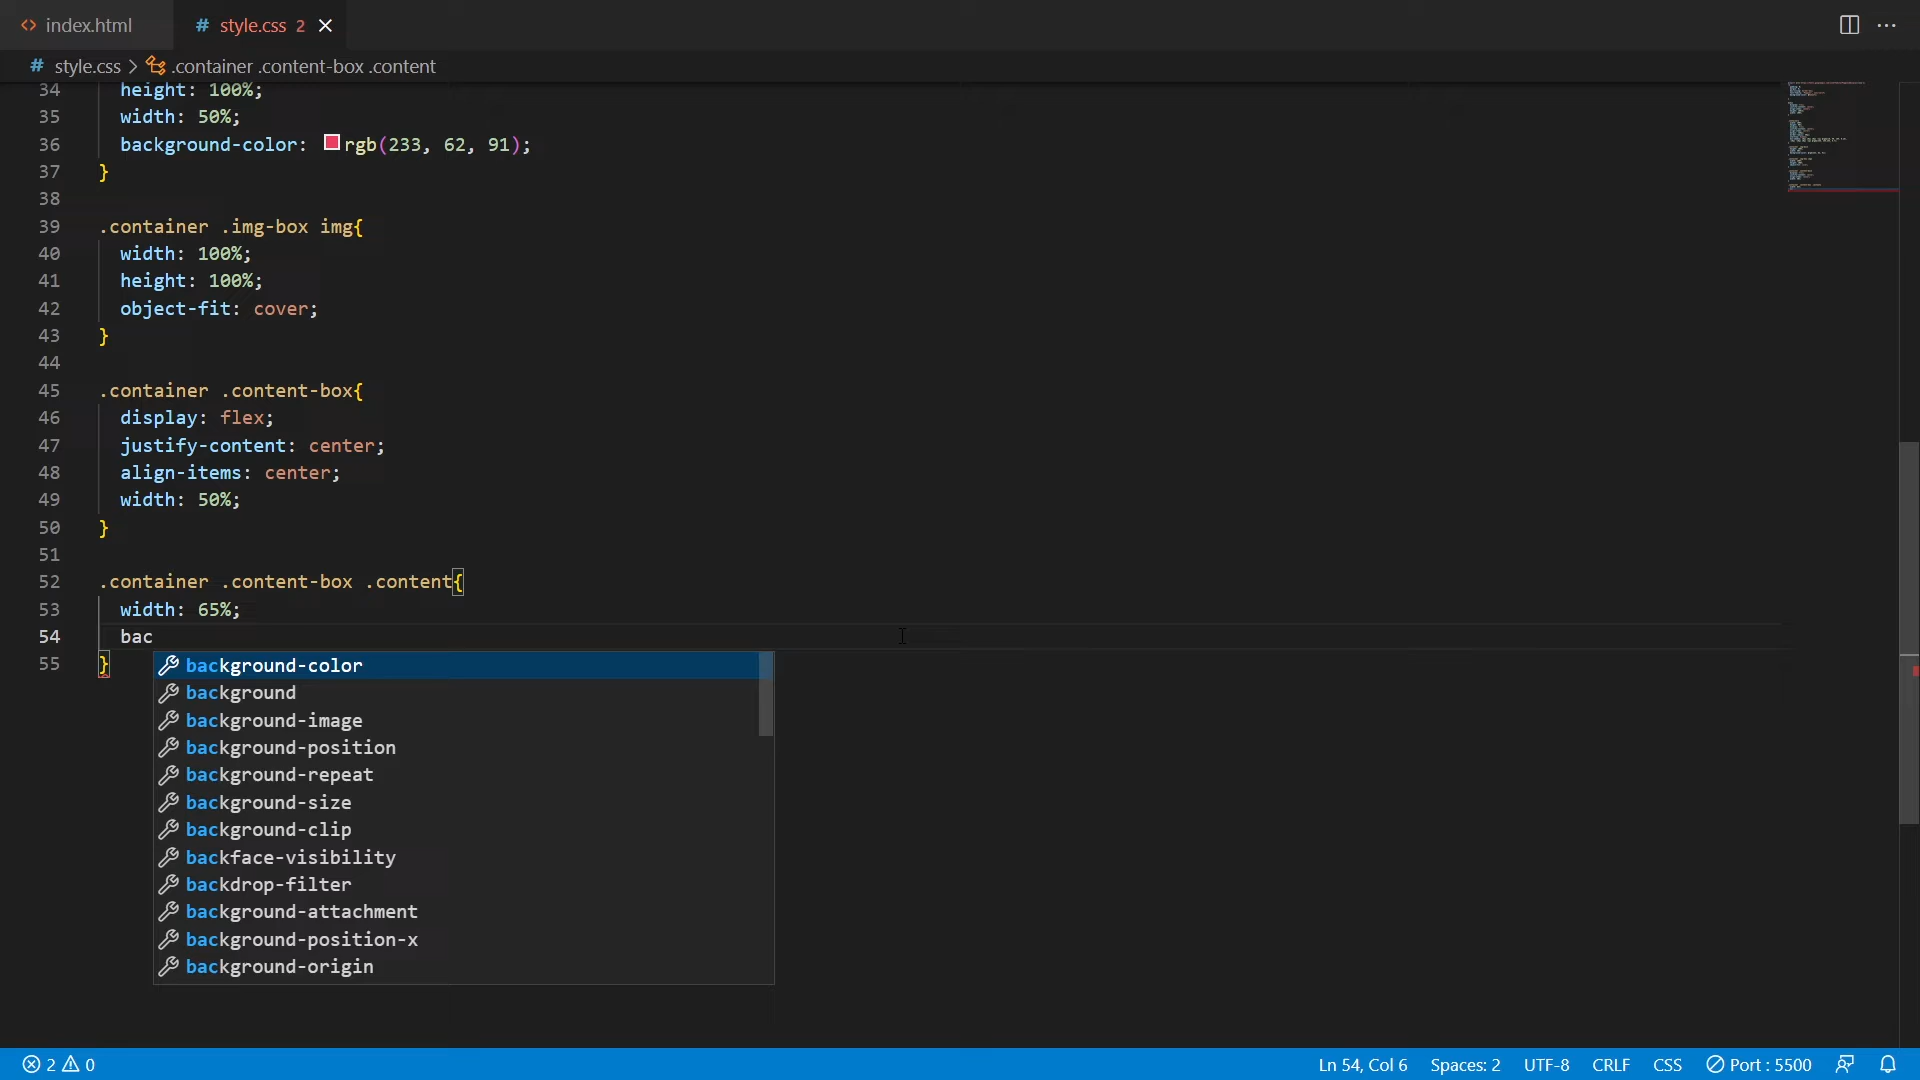 index.html
# style.css 2
# style.css > .container .content-box .content
34 height: 100%;
35 width: 50%;
36 background-color: rgb(233, 62, 91);
37 }
38
39 .container .img-box img{
40 width: 100%;
41 height: 100%;
42 object-fit: cover;
43 }
44
45 .container .content-box{
46 display: flex;
47 justify-content: center;
48 align-items: center;
49 width: 50%;
50 }
51
52 .container .content-box .content{
53 width: 65%;
54 bac
55 }
background-color
background
background-image
background-position
background-repeat
background-size
background-clip
backface-visibility
backdrop-filter
background-attachment
background-position-x
background-origin
2 0 Ln 54, Col 6 Spaces: 2 UTF-8 CRLF CSS Port : 5500